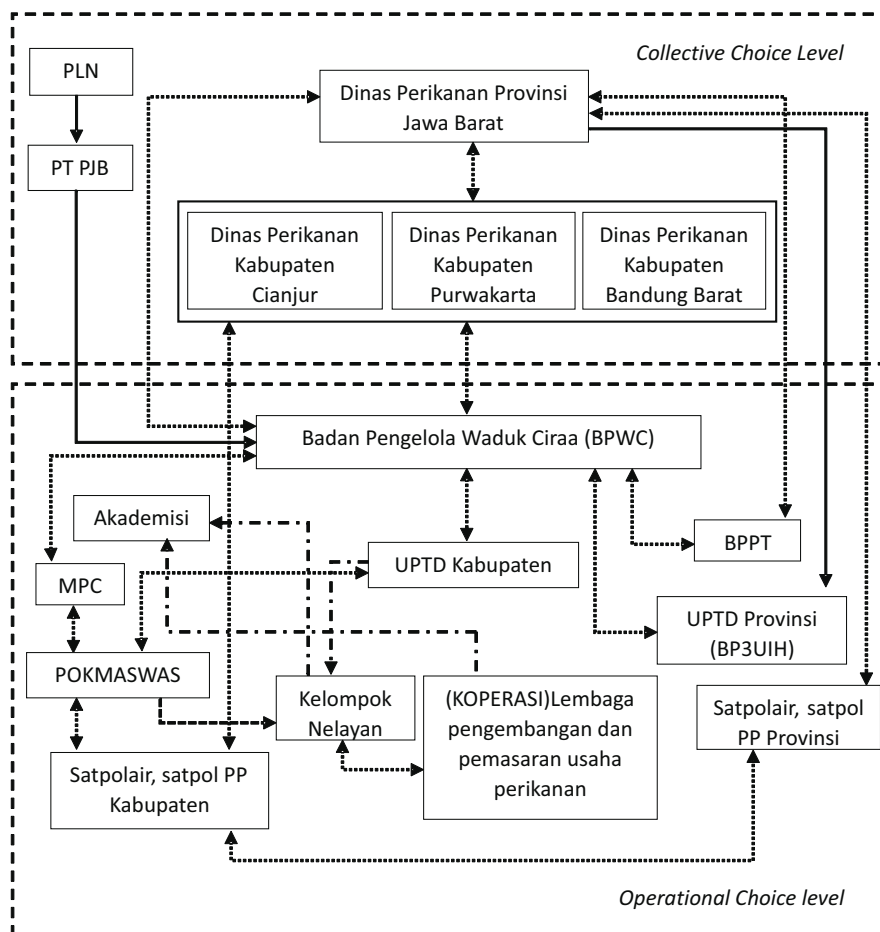 Collective Choice Level
PLN
Dinas Perikanan Provinsi
Jawa Barat
PT PJB
Dinas Perikanan
Kabupaten
Cianjur
Dinas Perikanan
Kabupaten
Purwakarta
Dinas Perikanan
Kabupaten
Bandung Barat
Badan Pengelola Waduk Ciraa (BPWC)
Akademisi
BPPT
UPTD Kabupaten
MPC
UPTD Provinsi
(BP3UIH)
POKMASWAS
Kelompok
Nelayan
(KOPERASI)Lembaga
pengembangan dan
pemasaran usaha
perikanan
Satpolair, satpol
PP Provinsi
Satpolair, satpol PP
Kabupaten
Operational Choice level